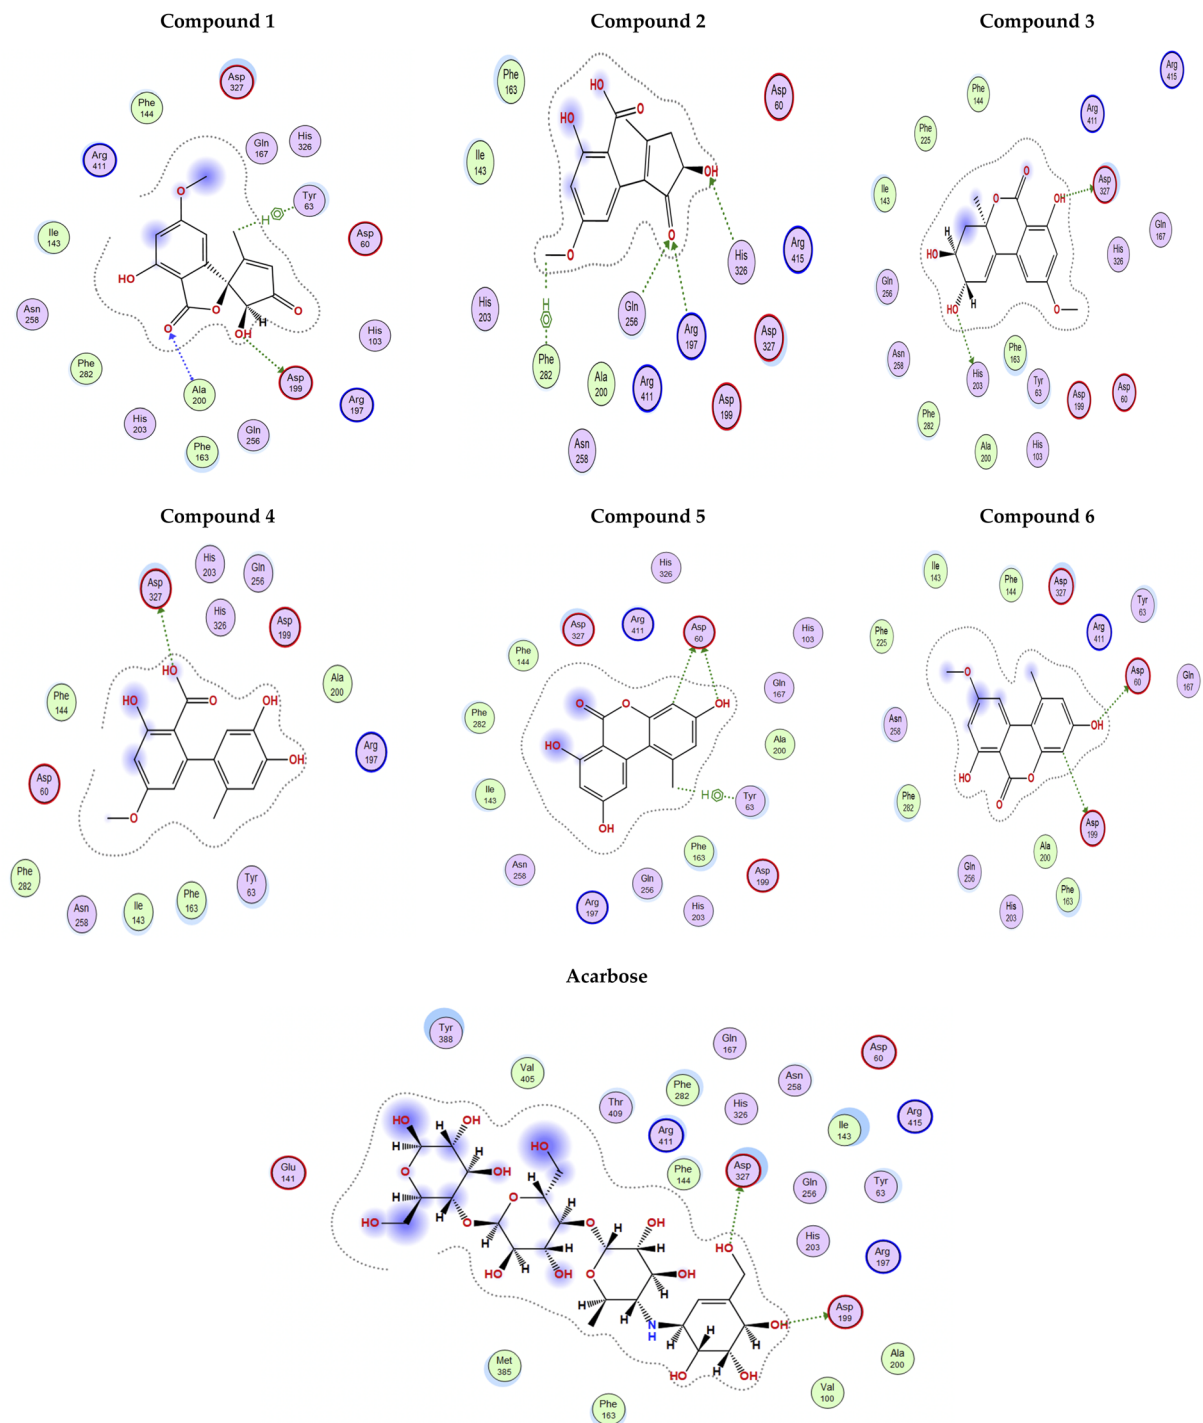 Compound 1
Compound 2
Compound 3
Asp
327
Phe
144
Gln
167
His
326
Arg
411
Tyr
63
Ile
143
Asp
60
Asn
258
Phe
282
His
103
Ala
200
Asp
199
Arg
197
His
203
Gln
256
Phe
163
O
H
HO
O
O
O
OH
H
Phe
163
Asp
60
Ile
143
Arg
415
His
326
Gln
256
Arg
197
Asp
327
His
203
Phe
282
Ala
200
Arg
411
Asp
199
Asn
258
HO
O
HO
OH
O
O
H
Arg
415
Phe
144
Arg
411
Phe
225
Asp
327
Ile
143
Gln
167
His
326
Gln
256
Asn
258
Phe
163
His
203
Tyr
63
Asp
199
Asp
60
Phe
282
Ala
200
His
103
O
O
OH
H
HO
HO
H
O
Compound 4
Compound 5
Compound 6
His
203
Gln
256
Asp
327
His
326
Asp
199
Ala
200
Phe
144
Arg
197
Asp
60
Phe
282
Asn
258
Ile
143
Phe
163
Tyr
63
HO
HO
O
OH
OH
O
His
326
Asp
327
Arg
411
Asp
60
His
103
Phe
144
Gln
167
Phe
282
Ala
200
Ile
143
Tyr
63
Phe
163
Asn
258
Gln
256
Asp
199
Arg
197
His
203
O
O
OH
HO
H
OH
Ile
143
Phe
144
Asp
327
Tyr
63
Arg
411
Phe
225
Asp
60
Gln
167
Asn
258
Phe
282
Asp
199
Ala
200
Gln
256
Phe
163
His
203
O
OH
HO
O
O
Acarbose
Tyr
388
Gln
167
Asp
60
Val
405
Asn
258
Phe
282
Thr
409
His
326
Arg
415
Arg
411
Ile
143
Glu
141
Phe
144
Asp
327
Gln
256
Tyr
63
His
203
Arg
197
Asp
199
Ala
200
Met
385
Val
100
Phe
163
HO
H
OH
H
H
H
O
OH
HO
H
H
HO
O
H
O
H
O
H
H
HO
H
H
OH
OH
O
H
OH
H
OH
H
H
N
H
HO
H
H
OH
H
HO
H
OH